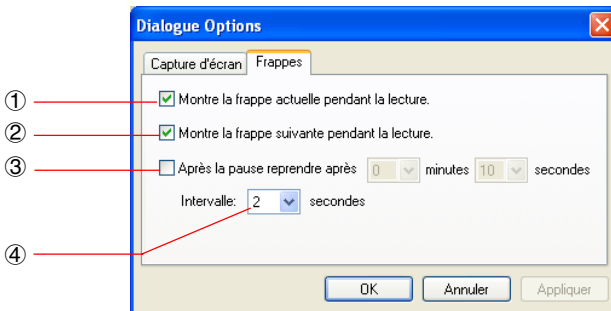 Dialogue Options
Capture d'écran Frappes
① Montre la frappe actuelle pendant la lecture.
② Montre la frappe suivante pendant la lecture.
③ Après la pause reprendre après 0 minutes 10 secondes
Intervalle: 2 secondes
④
OK Annuler Appliquer